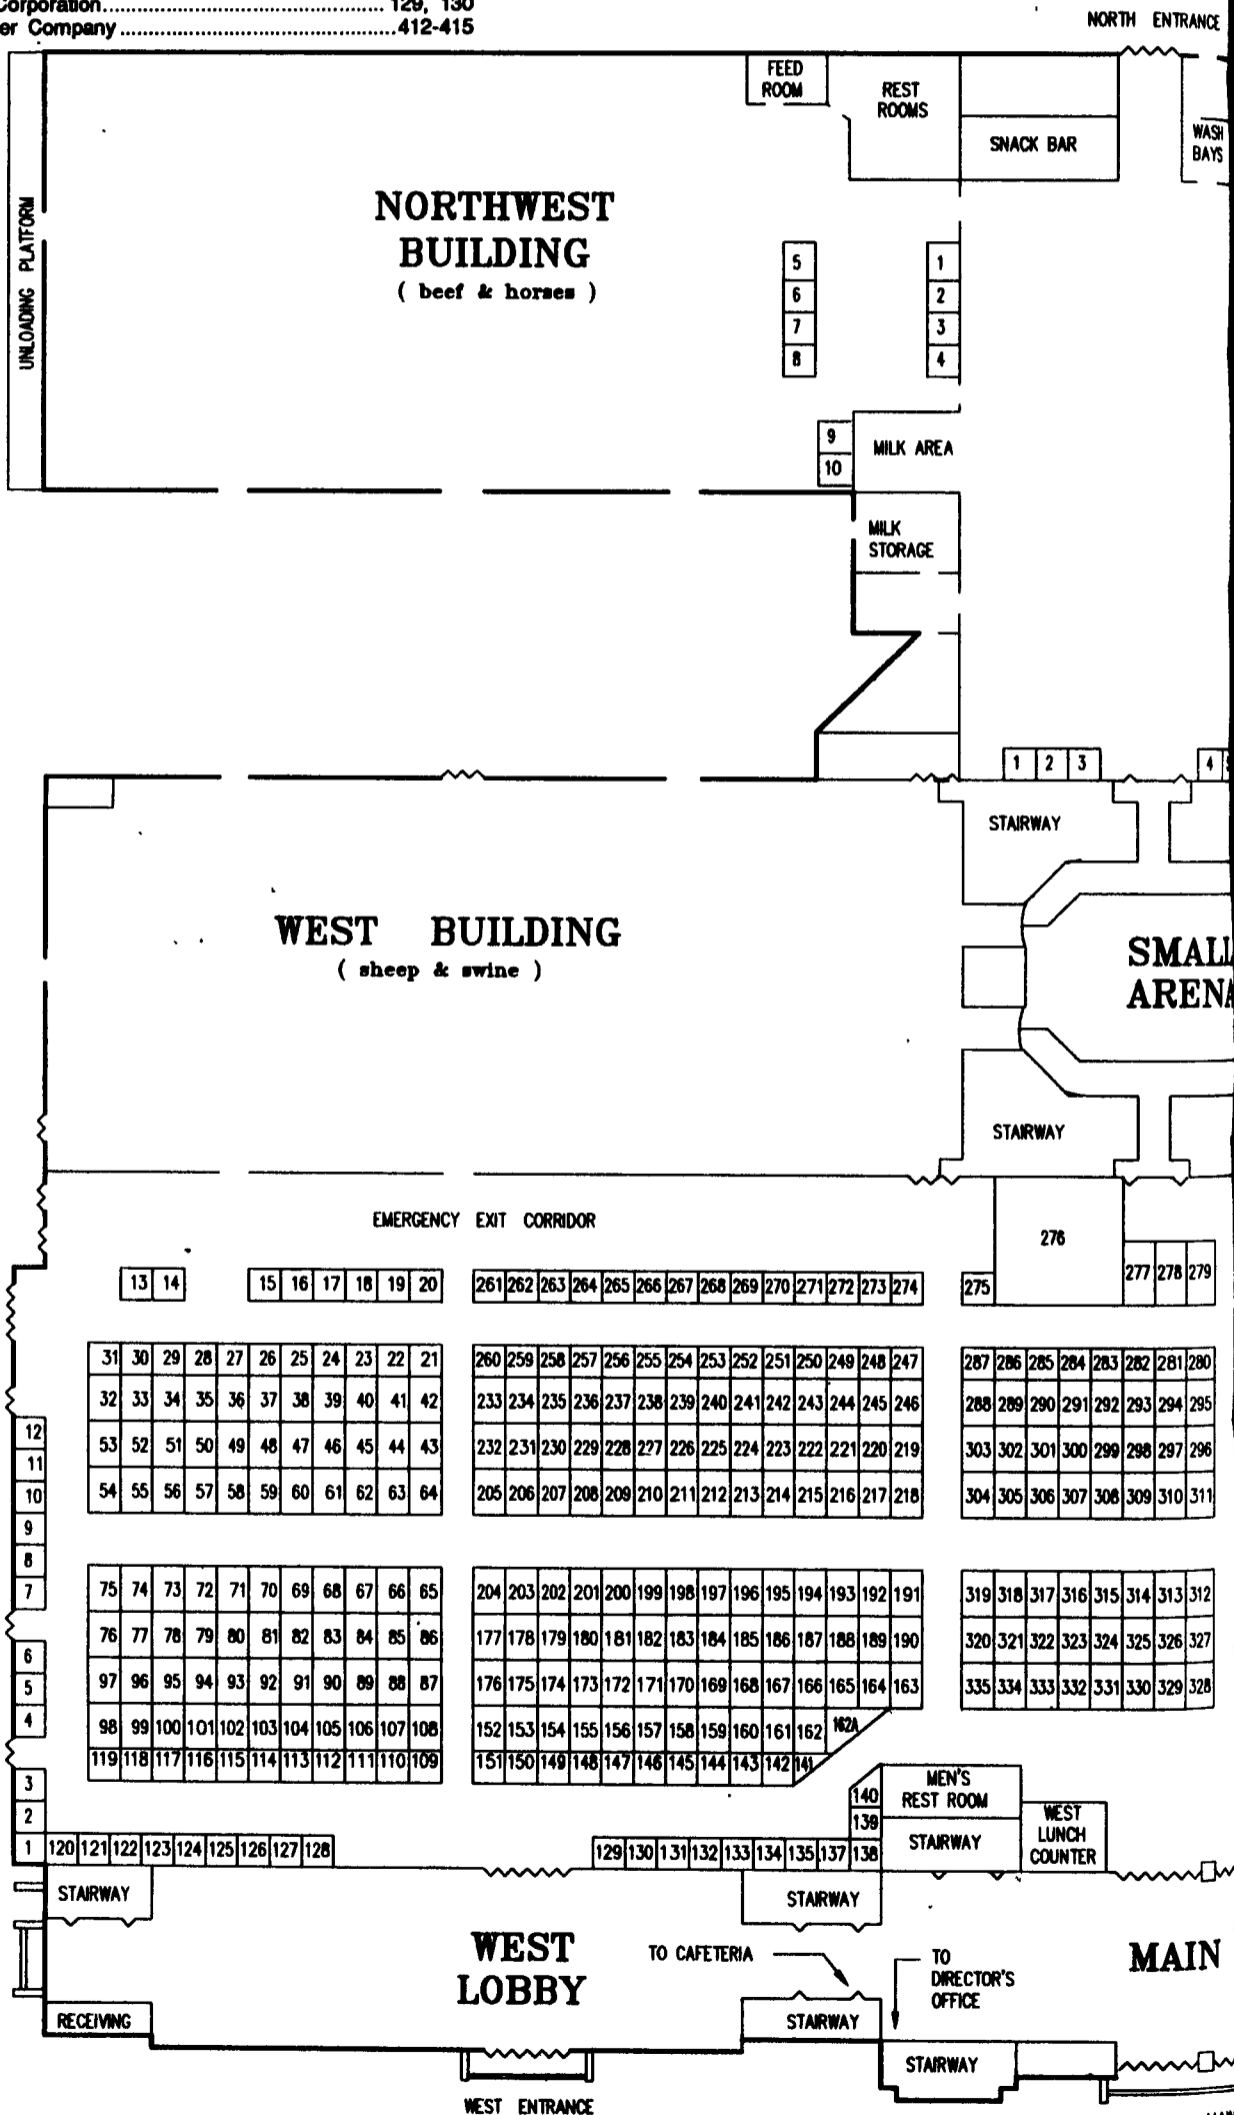 Corporation.................................................. 129, 130
er Company ..................................................412-415
NORTH ENTRANCE
FEED
ROOM
REST
ROOMS
SNACK BAR
WASH
BAYS
UNLOADING PLATFORM
NORTHWEST
BUILDING
( beef & horses )
5 1
6 2
7 3
8 4
9
10
MILK AREA
MILK
STORAGE
1 2 3 4
STAIRWAY
WEST BUILDING
( sheep & swine )
SMALL
ARENA
STAIRWAY
EMERGENCY EXIT CORRIDOR
276
277 278 279
13 14 15 16 17 18 19 20 261 262 263 264 265 266 267 268 269 270 271 272 273 274 275
31 30 29 28 27 26 25 24 23 22 21 260 259 258 257 256 255 254 253 252 251 250 249 248 247 287 286 285 284 283 282 281 280
32 33 34 35 36 37 38 39 40 41 42 233 234 235 236 237 238 239 240 241 242 243 244 245 246 288 289 290 291 292 293 294 295
12
53 52 51 50 49 48 47 46 45 44 43 232 231 230 229 228 227 226 225 224 223 222 221 220 219 303 302 301 300 299 298 297 296
11
10
54 55 56 57 58 59 60 61 62 63 64 205 206 207 208 209 210 211 212 213 214 215 216 217 218 304 305 306 307 308 309 310 311
9
8
7
75 74 73 72 71 70 69 68 67 66 65 204 203 202 201 200 199 198 197 196 195 194 193 192 191 319 318 317 316 315 314 313 312
76 77 78 79 80 81 82 83 84 85 86 177 178 179 180 181 182 183 184 185 186 187 188 189 190 320 321 322 323 324 325 326 327
6
5
97 96 95 94 93 92 91 90 89 88 87 176 175 174 173 172 171 170 169 168 167 166 165 164 163 335 334 333 332 331 330 329 328
4
98 99 100 101 102 103 104 105 106 107 108 152 153 154 155 156 157 158 159 160 161 162 162A
119 118 117 116 115 114 113 112 111 110 109 151 150 149 148 147 146 145 144 143 142 141
3
2
1
140
139
MEN'S
REST ROOM
STAIRWAY
WEST
LUNCH
COUNTER
120 121 122 123 124 125 126 127 128 129 130 131 132 133 134 135 137 138
STAIRWAY
STAIRWAY
WEST
LOBBY
TO CAFETERIA
TO
DIRECTOR'S
OFFICE
MAIN
RECEIVING
STAIRWAY
STAIRWAY
WEST ENTRANCE